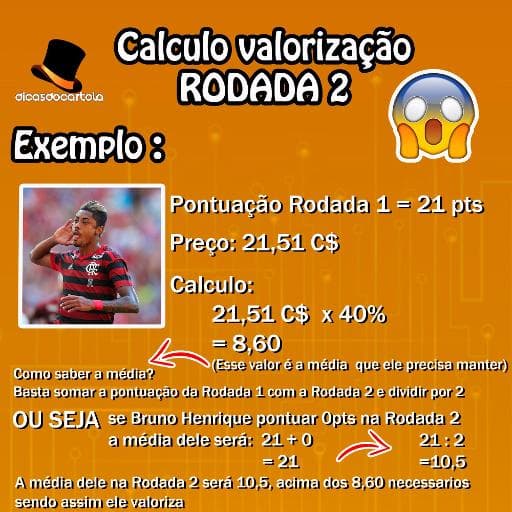 Calculo valorização
RODADA 2
dicasdocartola
Exemplo :
Pontuação Rodada 1 = 21 pts
Preço: 21,51 C$
Calculo:
21,51 C$ x 40%
= 8,60
(Esse valor é a média que ele precisa manter)
Como saber a média?
Basta somar a pontuação da Rodada 1 com a Rodada 2 e dividir por 2
OU SEJA se Bruno Henrique pontuar 0pts na Rodada 2
a média dele será: 21 + 0 21 : 2
= 21 =10,5
A média dele na Rodada 2 será 10,5, acima dos 8,60 necessarios
sendo assim ele valoriza